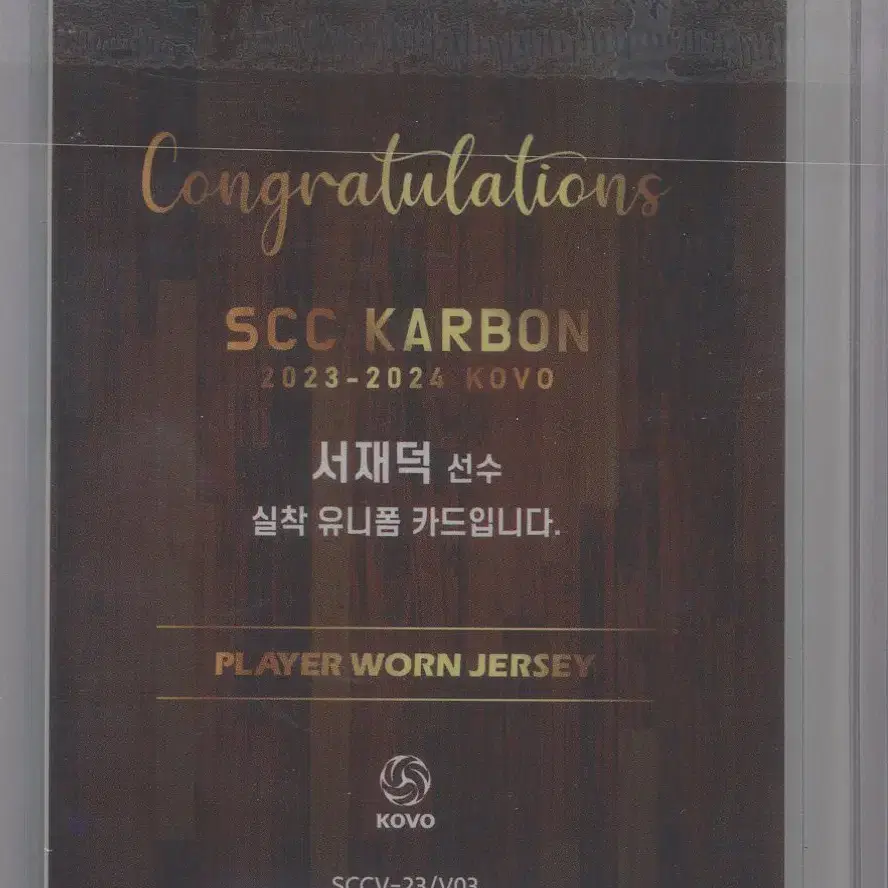 Congratulations
SCC KARBON
2023-2024 KOVO
서재덕 선수
실착 유니폼 카드입니다.
PLAYER WORN JERSEY
KOVO
SCCV-23/V03